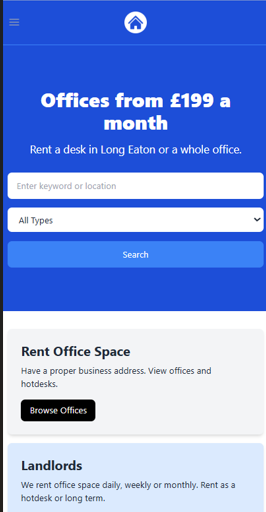 Offices from £199 a
month
Rent a desk in Long Eaton or a whole office.
Enter keyword or location
All Types
Search
Rent Office Space
Have a proper business address. View offices and
hotdesks.
Browse Offices
Landlords
We rent office space daily, weekly or monthly. Rent as a
hotdesk or long term.